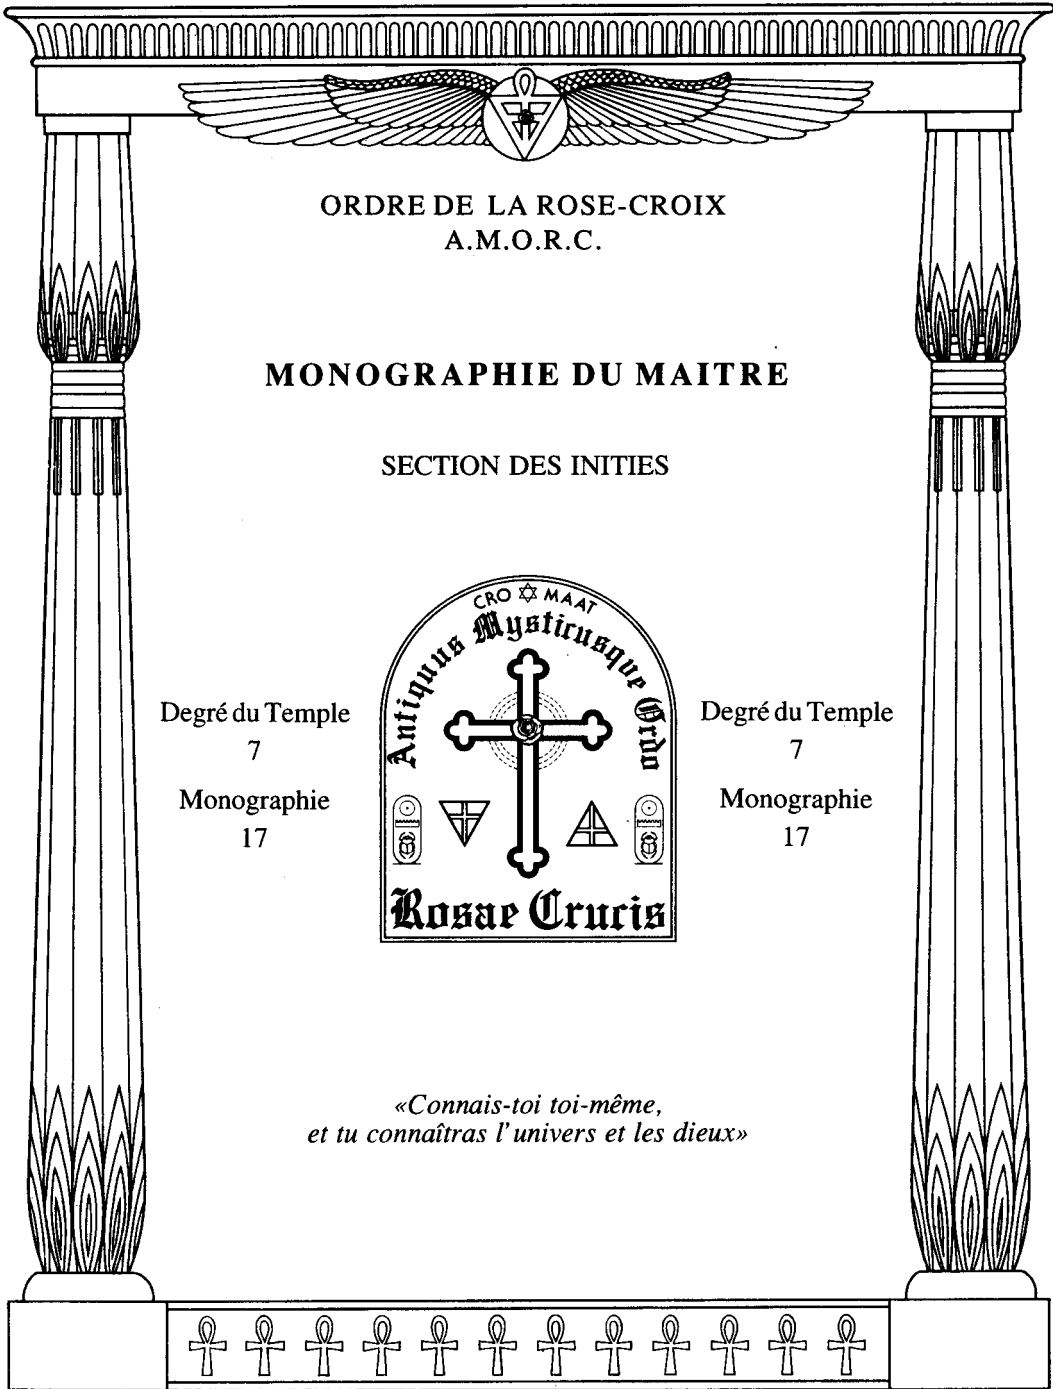 ORDRE DE LA ROSE-CROIX
A.M.O.R.C.
MONOGRAPHIE DU MAITRE
SECTION DES INITIES
CRO MAAT
Antiquus Mysticusque Ordo
Rosae Crucis
Degré du Temple
7
Monographie
17
Degré du Temple
7
Monographie
17
«Connais-toi toi-même,
et tu connaîtras l'univers et les dieux»